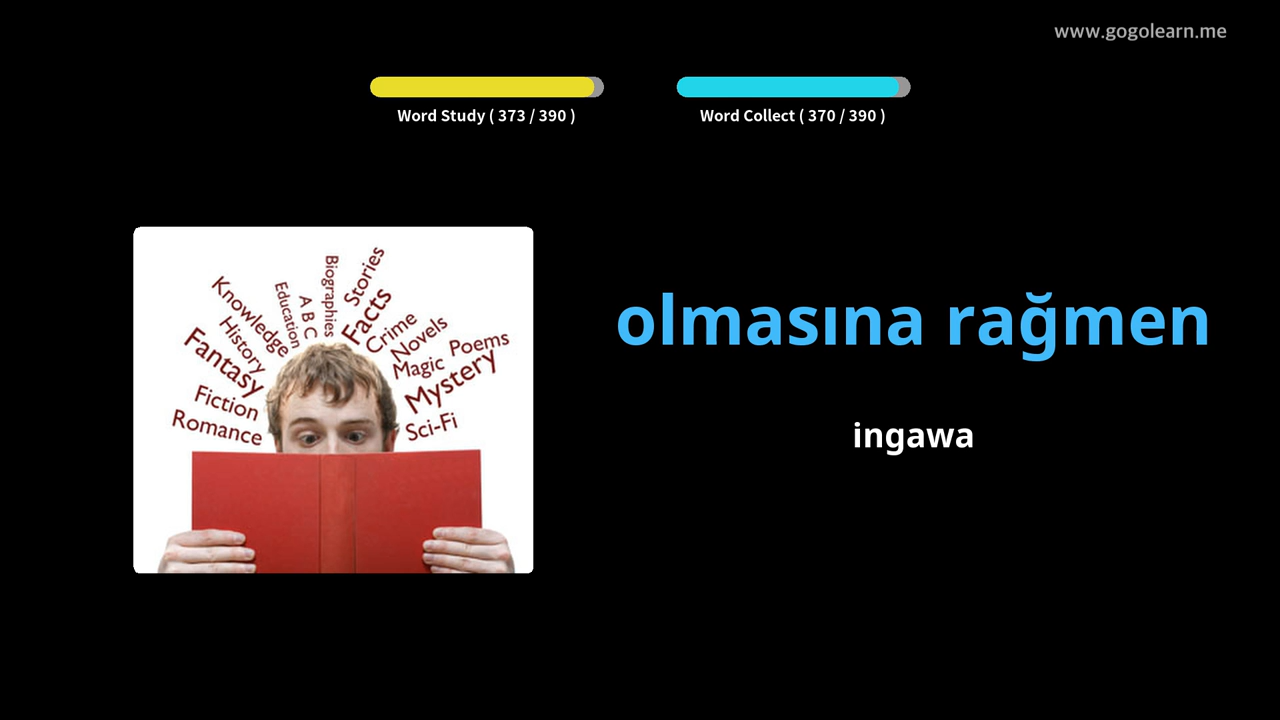 www.gogolearn.me
Word Study ( 373 / 390 )
Word Collect ( 370 / 390 )
Knowledge
Education
A B C
Biographies
Stories
Facts
History
Crime
Novels
Fantasy
Magic
Poems
Mystery
Fiction
Romance
Sci-Fi
olmasına rağmen
ingawa